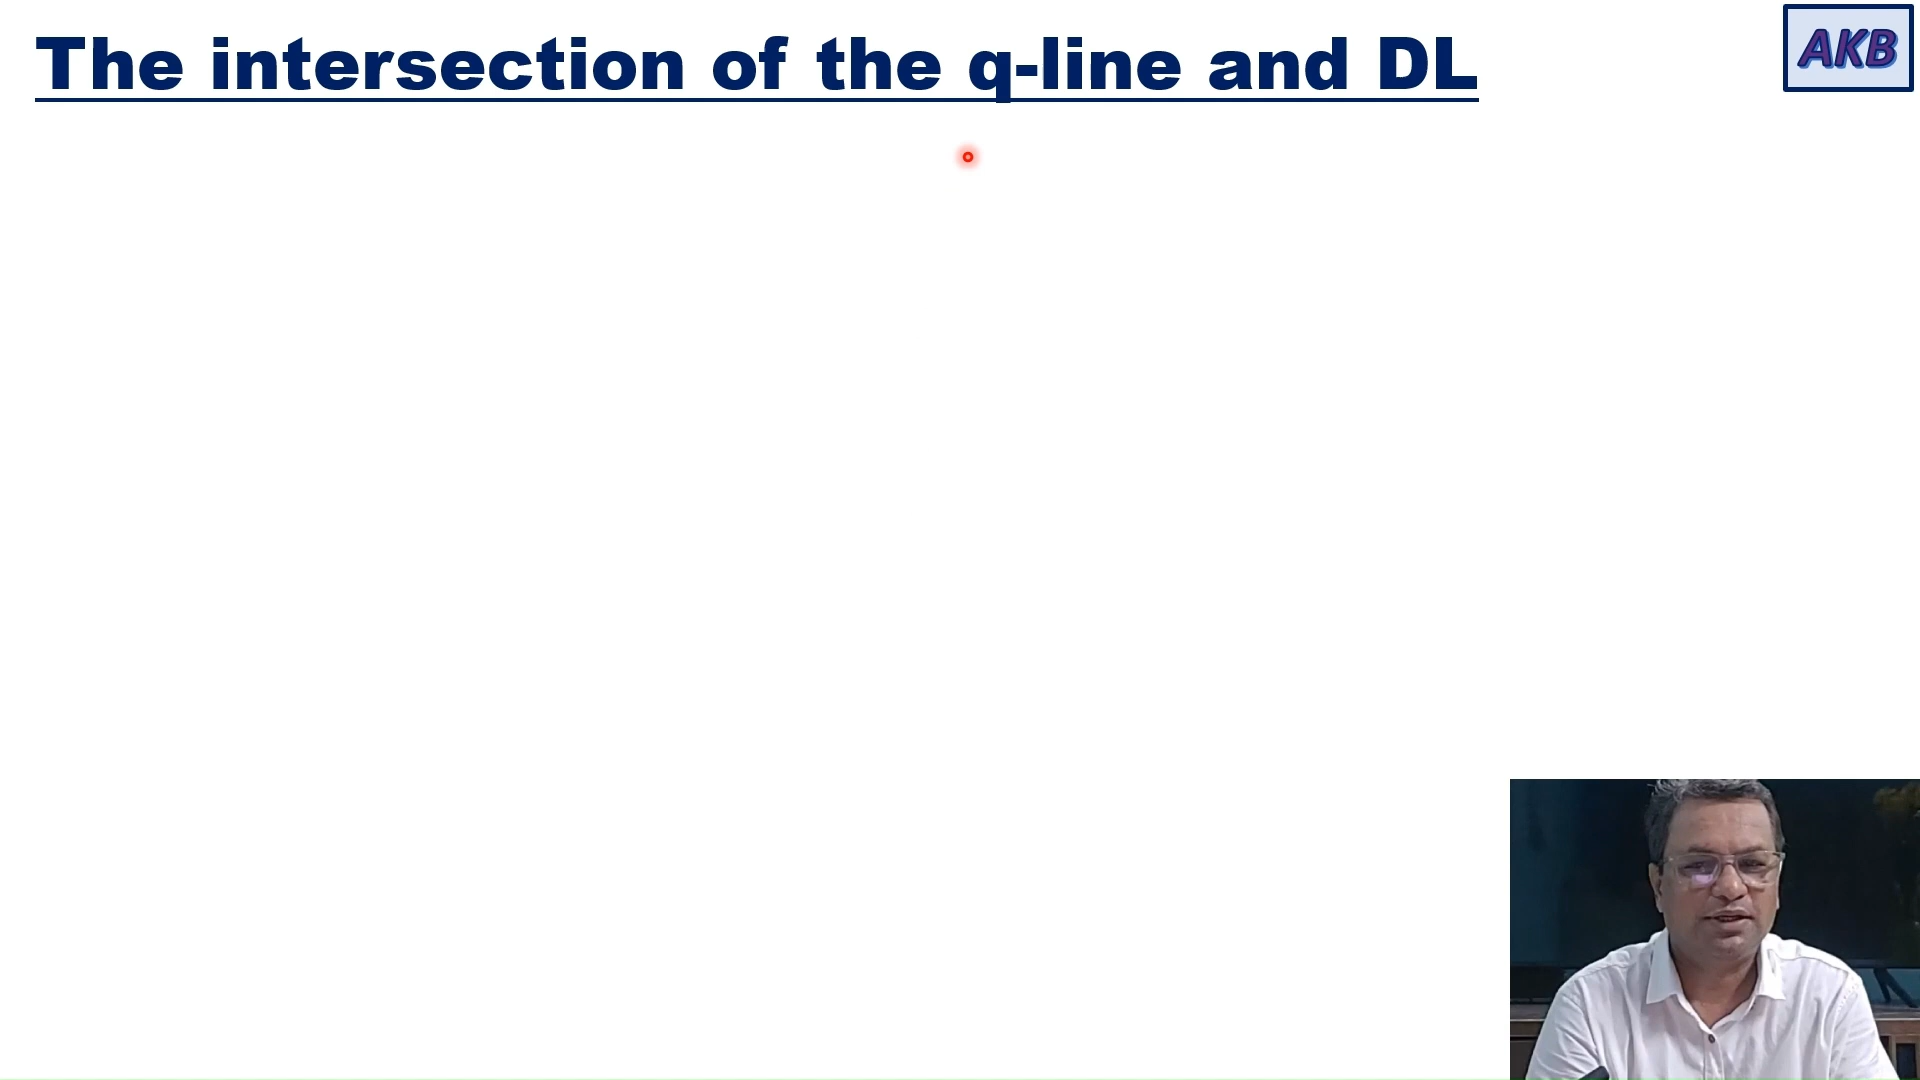 The intersection of the q-line and DL
AKB